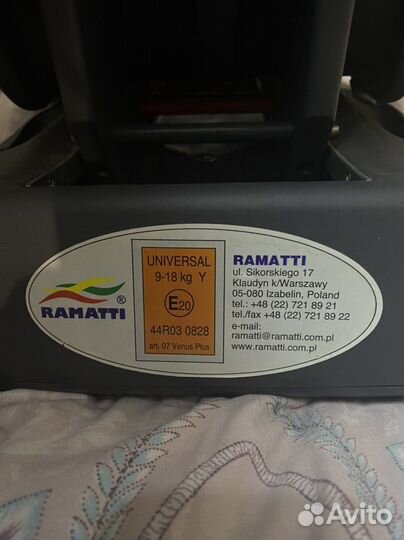 RAMATTI ®
UNIVERSAL
9-18 kg Y
E20
44R03 0828
art. 07 Venus Plus
RAMATTI
ul. Sikorskiego 17
Klaudyn k/Warszawy
05-080 Izabelin, Poland
tel.: +48 (22) 721 89 21
tel./fax +48 (22) 721 89 22
e-mail:
ramatti@ramatti.com.pl
www.ramatti.com.pl
Avito